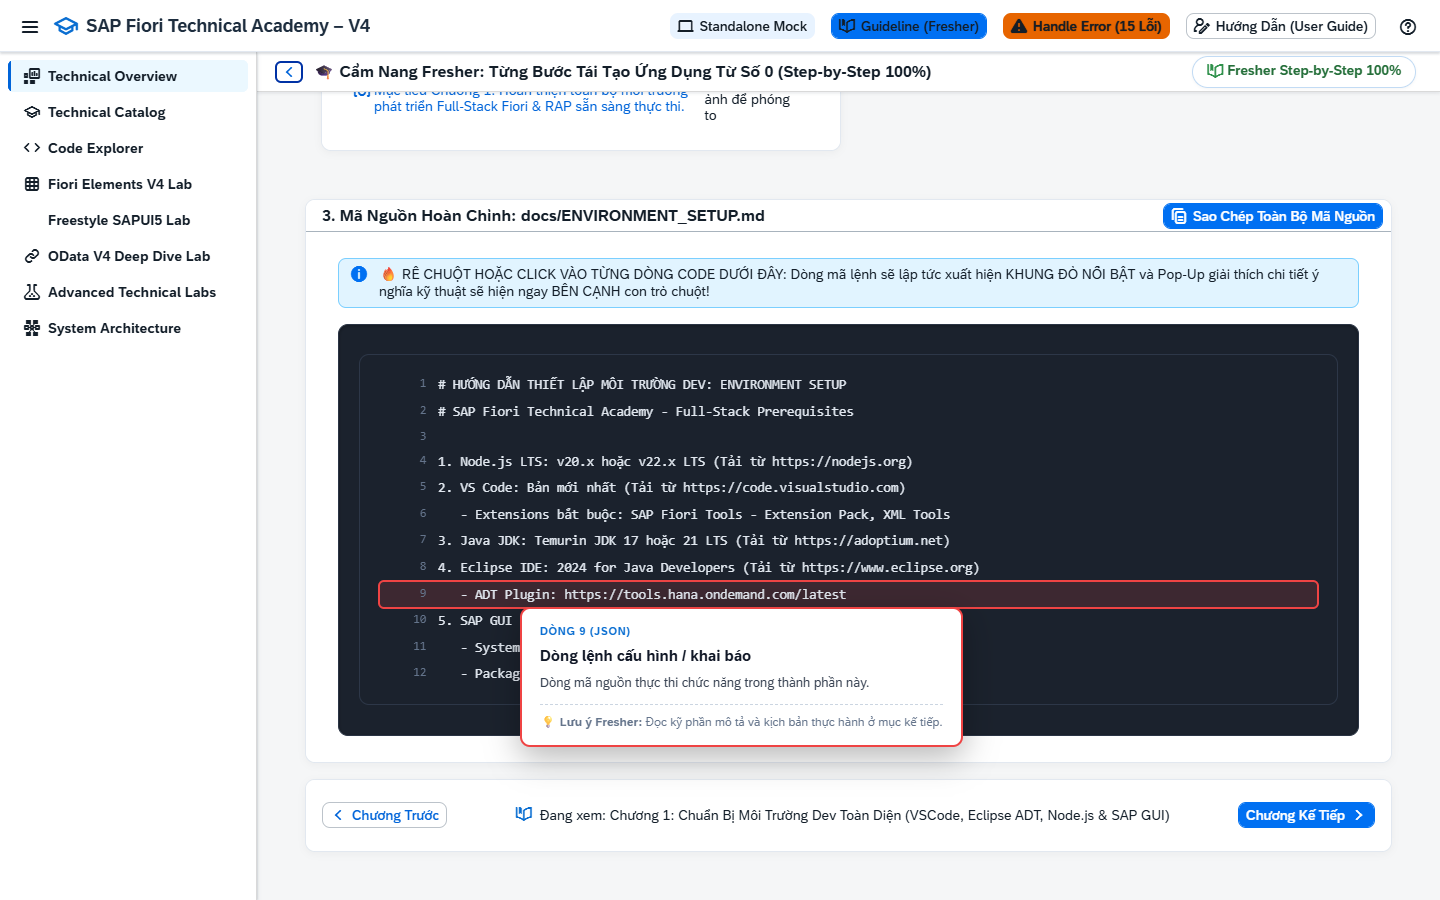 SAP Fiori Technical Academy – V4
Standalone Mock
Guideline (Fresher)
Handle Error (15 Lỗi)
Hướng Dẫn (User Guide)
Technical Overview
Technical Catalog
Code Explorer
Fiori Elements V4 Lab
Freestyle SAPUI5 Lab
OData V4 Deep Dive Lab
Advanced Technical Labs
System Architecture
Cẩm Nang Fresher: Từng Bước Tái Tạo Ứng Dụng Từ Số 0 (Step-by-Step 100%)
Fresher Step-by-Step 100%
Mục tiêu Chương 1: Hoàn thiện toàn bộ môi trường
phát triển Full-Stack Fiori & RAP sẵn sàng thực thi.
ảnh để phóng
to
3. Mã Nguồn Hoàn Chỉnh: docs/ENVIRONMENT_SETUP.md
Sao Chép Toàn Bộ Mã Nguồn
🔥 RÊ CHUỘT HOẶC CLICK VÀO TỪNG DÒNG CODE DƯỚI ĐÂY: Dòng mã lệnh sẽ lập tức xuất hiện KHUNG ĐỎ NỔI BẬT và Pop-Up giải thích chi tiết ý
nghĩa kỹ thuật sẽ hiện ngay BÊN CẠNH con trỏ chuột!
1 # HƯỚNG DẪN THIẾT LẬP MÔI TRƯỜNG DEV: ENVIRONMENT SETUP
2 # SAP Fiori Technical Academy - Full-Stack Prerequisites
3
4 1. Node.js LTS: v20.x hoặc v22.x LTS (Tải từ https://nodejs.org)
5 2. VS Code: Bản mới nhất (Tải từ https://code.visualstudio.com)
6 - Extensions bắt buộc: SAP Fiori Tools - Extension Pack, XML Tools
7 3. Java JDK: Temurin JDK 17 hoặc 21 LTS (Tải từ https://adoptium.net)
8 4. Eclipse IDE: 2024 for Java Developers (Tải từ https://www.eclipse.org)
9 - ADT Plugin: https://tools.hana.ondemand.com/latest
10 5. SAP GUI
11 - System
12 - Packag
DÒNG 9 (JSON)
Dòng lệnh cấu hình / khai báo
Dòng mã nguồn thực thi chức năng trong thành phần này.
💡 Lưu ý Fresher: Đọc kỹ phần mô tả và kịch bản thực hành ở mục kế tiếp.
Chương Trước
Đang xem: Chương 1: Chuẩn Bị Môi Trường Dev Toàn Diện (VSCode, Eclipse ADT, Node.js & SAP GUI)
Chương Kế Tiếp